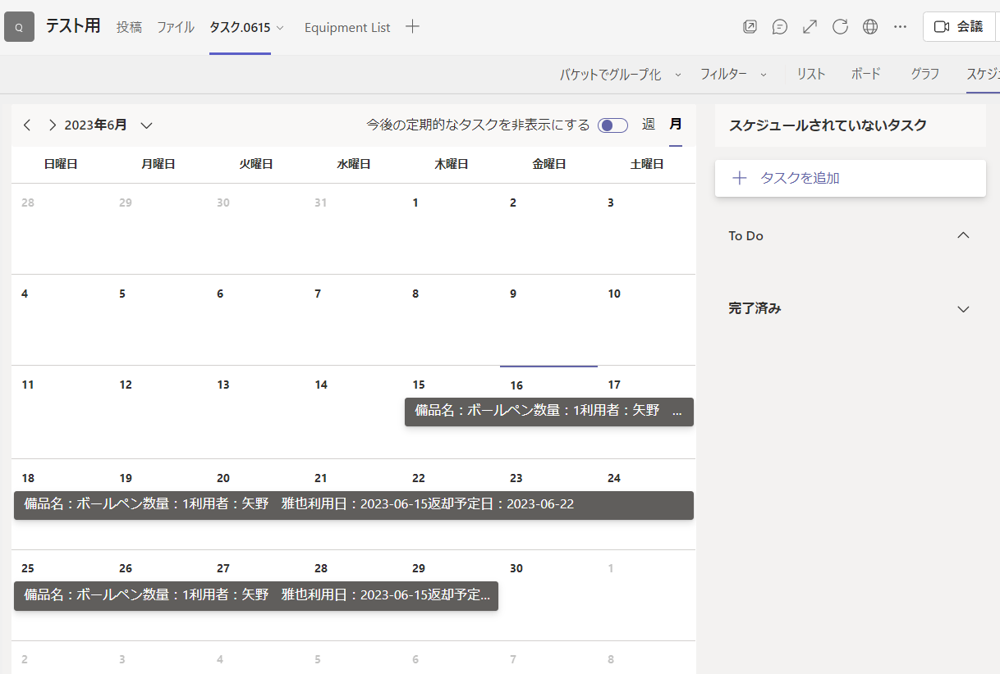 Q テスト用 投稿 ファイル タスク.0615 Equipment List 会議
バケットでグループ化 フィルター リスト ボード グラフ スケジ
2023年6月 今後の定期的なタスクを非表示にする 週 月
スケジュールされていないタスク
日曜日 月曜日 火曜日 水曜日 木曜日 金曜日 土曜日
タスクを追加
28 29 30 31 1 2 3
To Do
4 5 6 7 8 9 10
完了済み
11 12 13 14 15 16 17
備品名：ボールペン数量：1利用者：矢野　...
18 19 20 21 22 23 24
備品名：ボールペン数量：1利用者：矢野　雅也利用日：2023-06-15返却予定日：2023-06-22
25 26 27 28 29 30 1
備品名：ボールペン数量：1利用者：矢野　雅也利用日：2023-06-15返却予定...
2 3 4 5 6 7 8